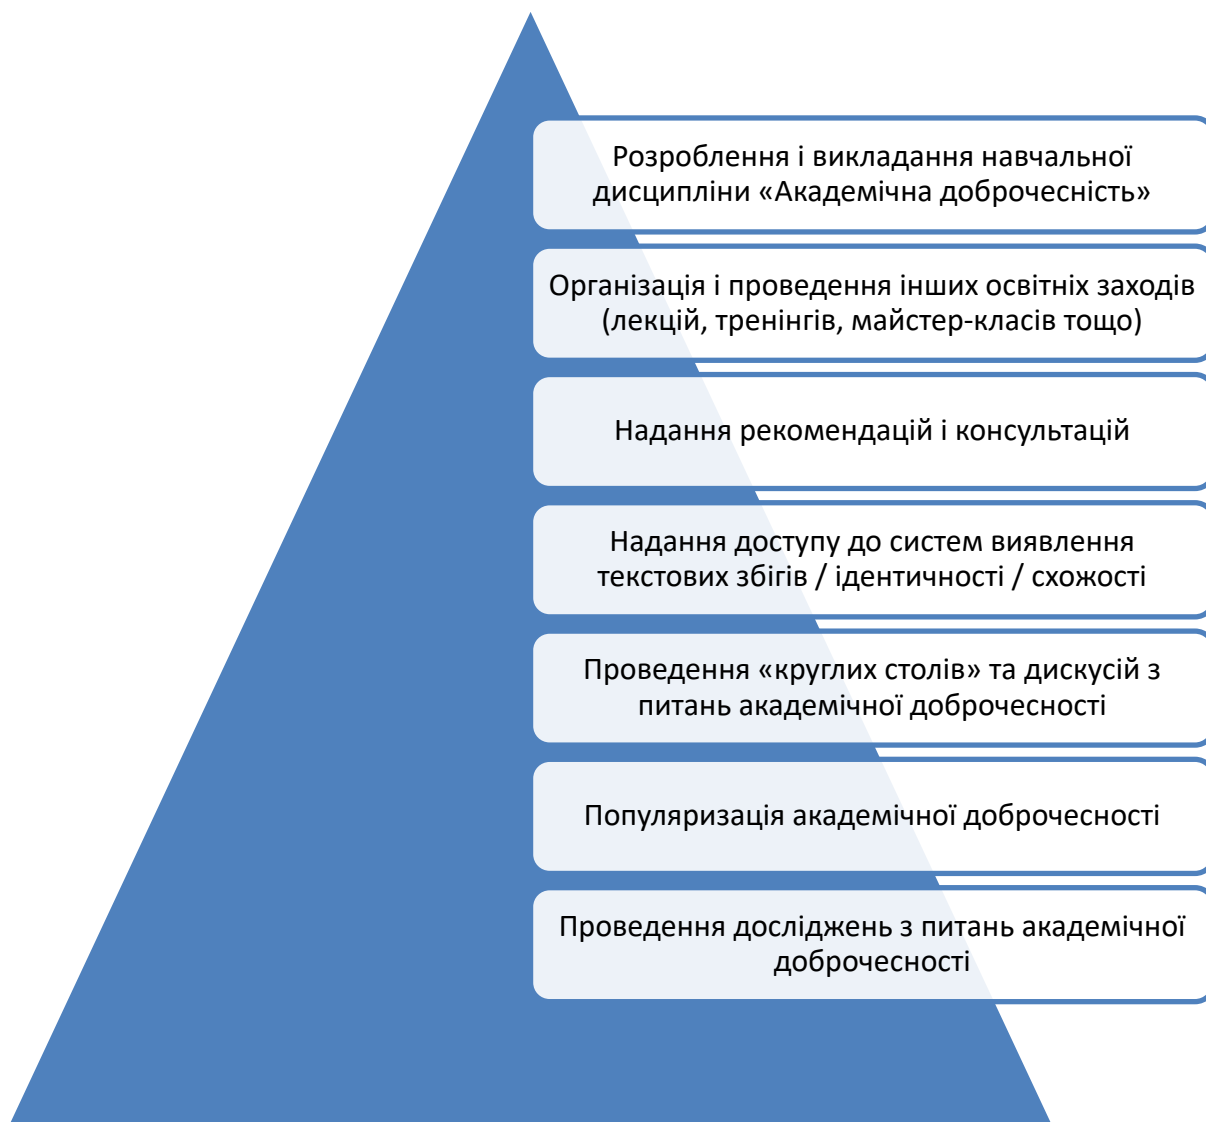 Розроблення і викладання навчальної
дисципліни «Академічна доброчесність»
Організація і проведення інших освітніх заходів
(лекцій, тренінгів, майстер-класів тощо)
Надання рекомендацій і консультацій
Надання доступу до систем виявлення
текстових збігів / ідентичності / схожості
Проведення «круглих столів» та дискусій з
питань академічної доброчесності
Популяризація академічної доброчесності
Проведення досліджень з питань академічної
доброчесності